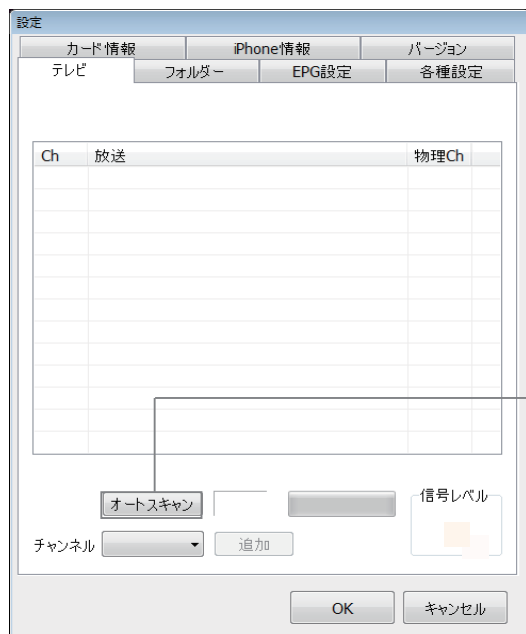 設定
カード情報 iPhone情報 バージョン
テレビ フォルダー EPG設定 各種設定
Ch 放送 物理Ch
オートスキャン 信号レベル
チャンネル 追加
OK キャンセル